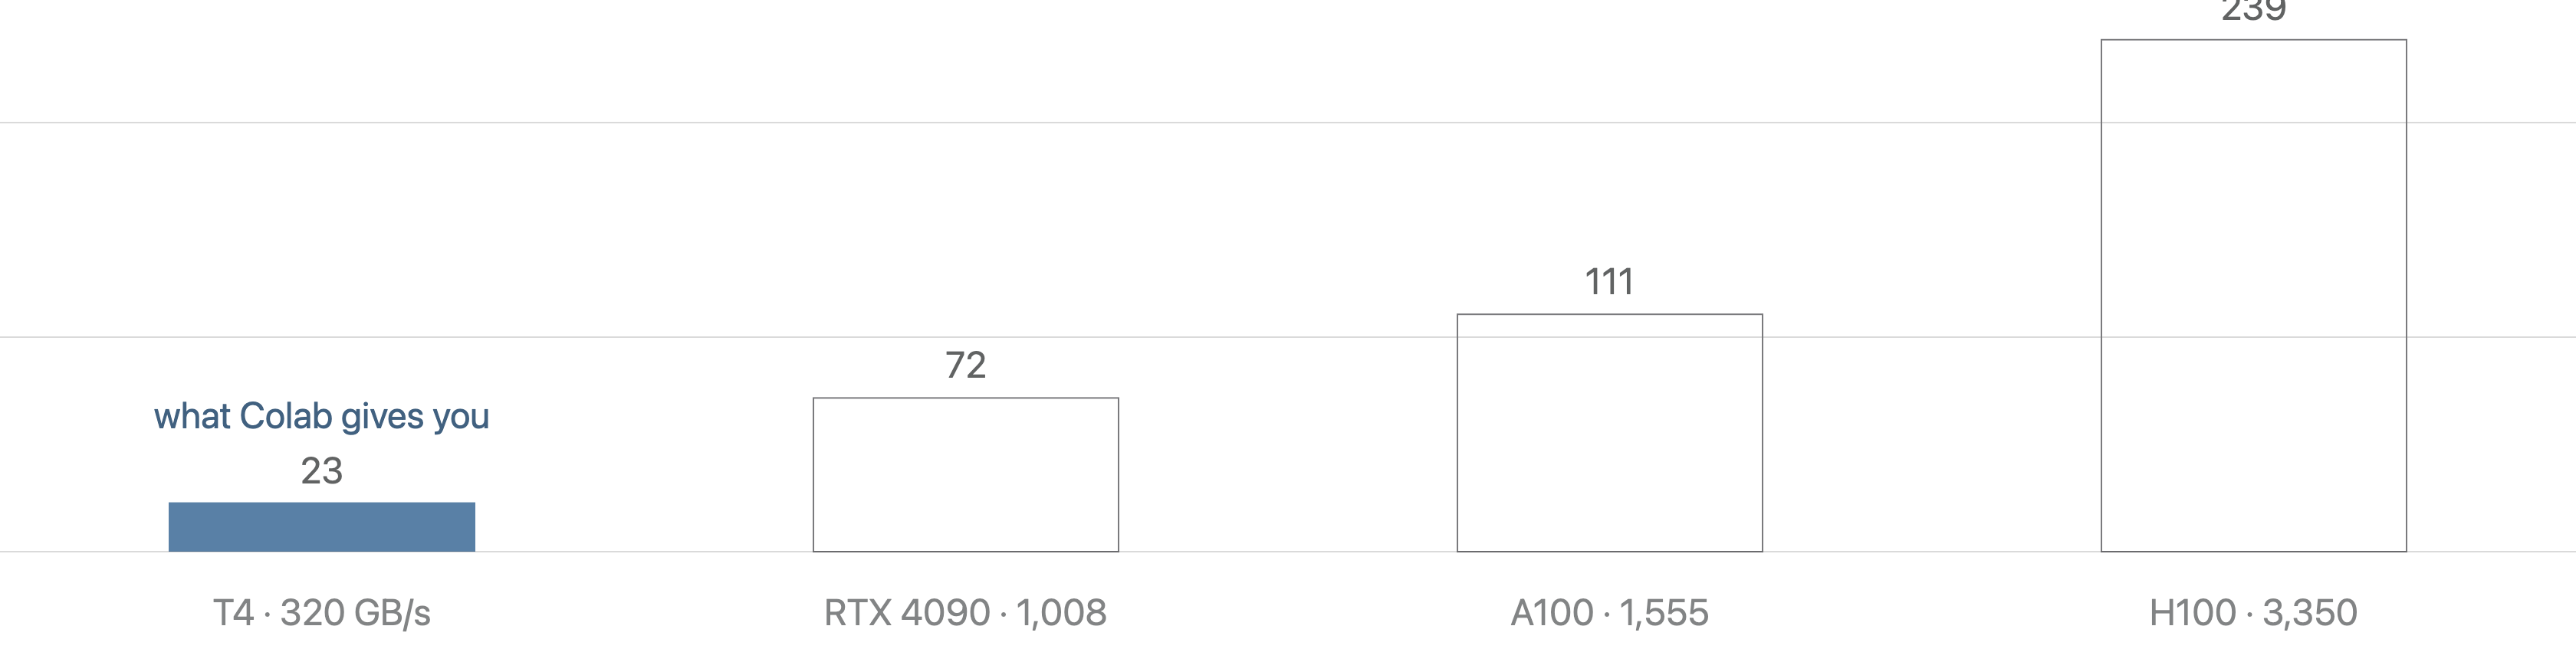 239
111
72
what Colab gives you
23
T4 · 320 GB/s
RTX 4090 · 1,008
A100 · 1,555
H100 · 3,350